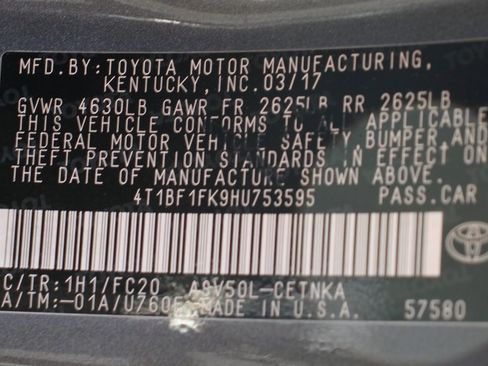 MFD.BY: TOYOTA MOTOR MANUFACTURING,
KENTUCKY, INC. 03/17
GVWR 4630LB GAWR FR 2625LB RR 2625LB
THIS VEHICLE CONFORMS TO ALL APPLICABLE
FEDERAL MOTOR VEHICLE SAFETY, BUMPER, AND
THEFT PREVENTION STANDARDS IN EFFECT ON
THE DATE OF MANUFACTURE SHOWN ABOVE.
4T1BF1FK9HU753595 PASS.CAR
C/TR:1H1/FC20 ASV50L-CETNKA
A/TM:-01A/U760E MADE IN U.S.A. 57580